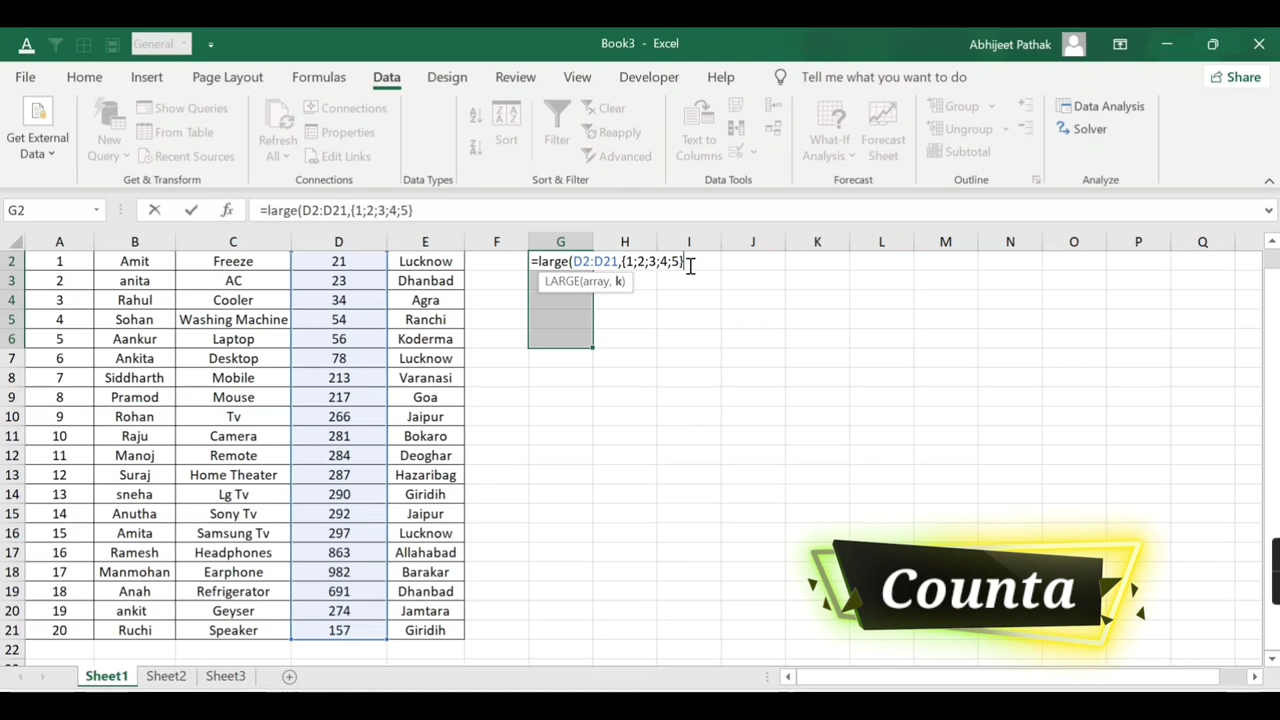 General
Book3 - Excel
Abhijeet Pathak
File Home Insert Page Layout Formulas Data Design Review View Developer Help Tell me what you want to do Share
Get External Data
New Query
Show Queries
From Table
Recent Sources
Get & Transform
Refresh All
Connections
Properties
Edit Links
Connections
Data Types
Sort
Filter
Clear
Reapply
Advanced
Sort & Filter
Text to Columns
Data Tools
What-If Analysis
Forecast Sheet
Forecast
Group
Ungroup
Subtotal
Outline
Data Analysis
Solver
Analyze
G2 fx =large(D2:D21,{1;2;3;4;5}
A B C D E F G H I J K L M N O P Q
2 1 Amit Freeze 21 Lucknow =large(D2:D21,{1;2;3;4;5}
3 2 anita AC 23 Dhanbad LARGE(array, k)
4 3 Rahul Cooler 34 Agra
5 4 Sohan Washing Machine 54 Ranchi
6 5 Aankur Laptop 56 Koderma
7 6 Ankita Desktop 78 Lucknow
8 7 Siddharth Mobile 213 Varanasi
9 8 Pramod Mouse 217 Goa
10 9 Rohan Tv 266 Jaipur
11 10 Raju Camera 281 Bokaro
12 11 Manoj Remote 284 Deoghar
13 12 Suraj Home Theater 287 Hazaribag
14 13 sneha Lg Tv 290 Giridih
15 14 Anutha Sony Tv 292 Jaipur
16 15 Amita Samsung Tv 297 Lucknow
17 16 Ramesh Headphones 863 Allahabad
18 17 Manmohan Earphone 982 Barakar
19 18 Anah Refrigerator 691 Dhanbad
20 19 ankit Geyser 274 Jamtara
21 20 Ruchi Speaker 157 Giridih
22
Counta
Sheet1 Sheet2 Sheet3